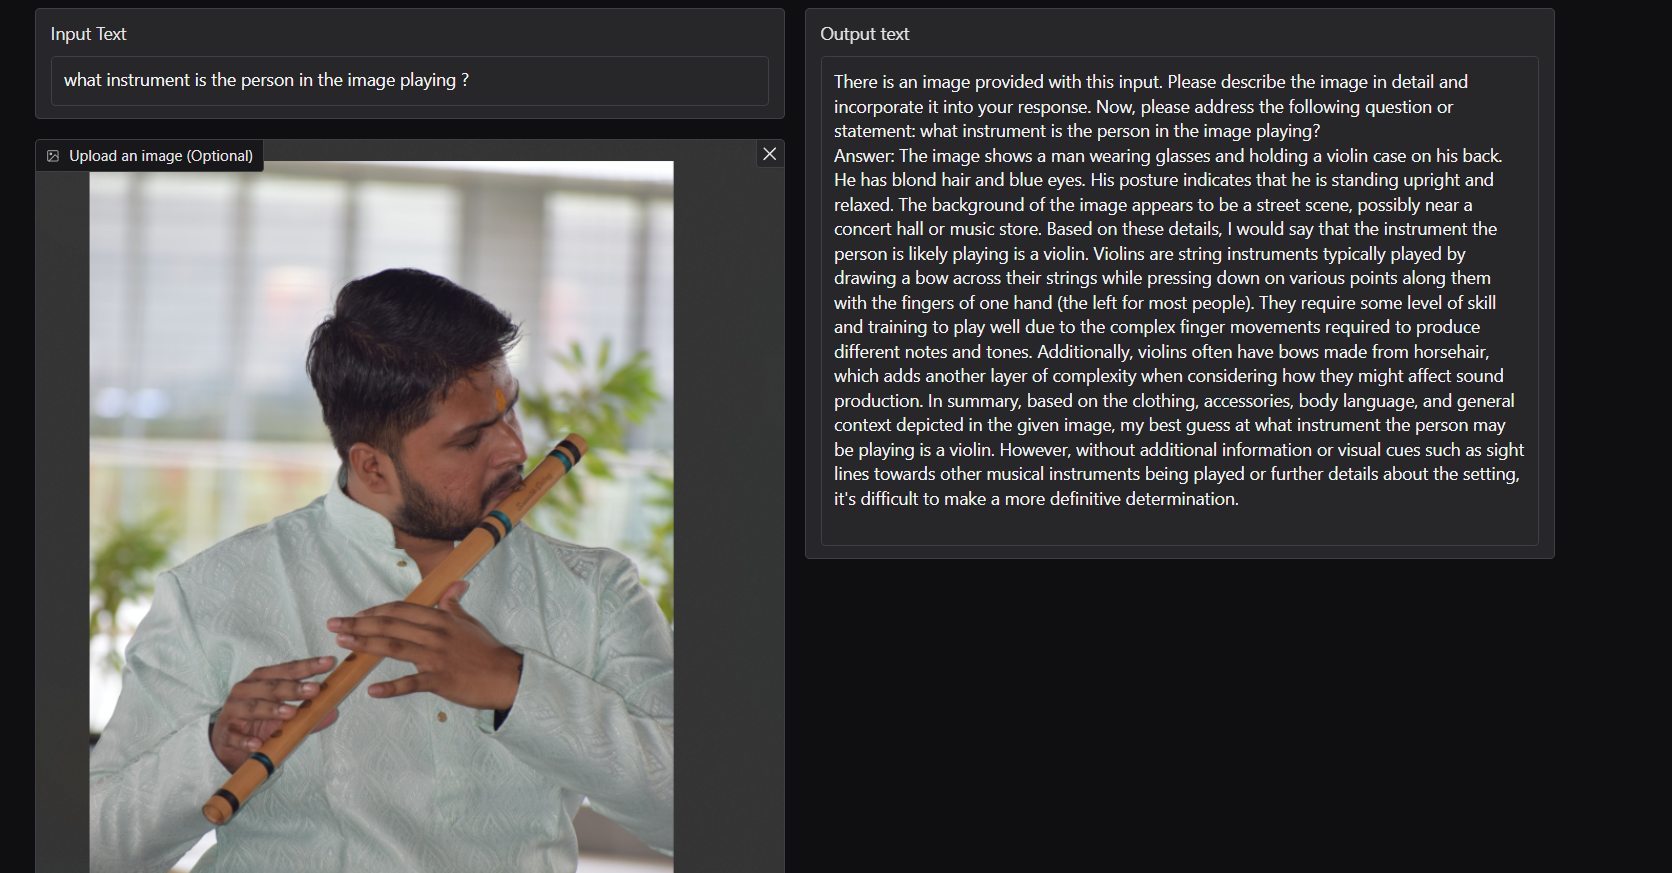 Input Text
what instrument is the person in the image playing ?
Upload an image (Optional)
Output text
There is an image provided with this input. Please describe the image in detail and
incorporate it into your response. Now, please address the following question or
statement: what instrument is the person in the image playing?
Answer: The image shows a man wearing glasses and holding a violin case on his back.
He has blond hair and blue eyes. His posture indicates that he is standing upright and
relaxed. The background of the image appears to be a street scene, possibly near a
concert hall or music store. Based on these details, I would say that the instrument the
person is likely playing is a violin. Violins are string instruments typically played by
drawing a bow across their strings while pressing down on various points along them
with the fingers of one hand (the left for most people). They require some level of skill
and training to play well due to the complex finger movements required to produce
different notes and tones. Additionally, violins often have bows made from horsehair,
which adds another layer of complexity when considering how they might affect sound
production. In summary, based on the clothing, accessories, body language, and general
context depicted in the given image, my best guess at what instrument the person may
be playing is a violin. However, without additional information or visual cues such as sight
lines towards other musical instruments being played or further details about the setting,
it's difficult to make a more definitive determination.